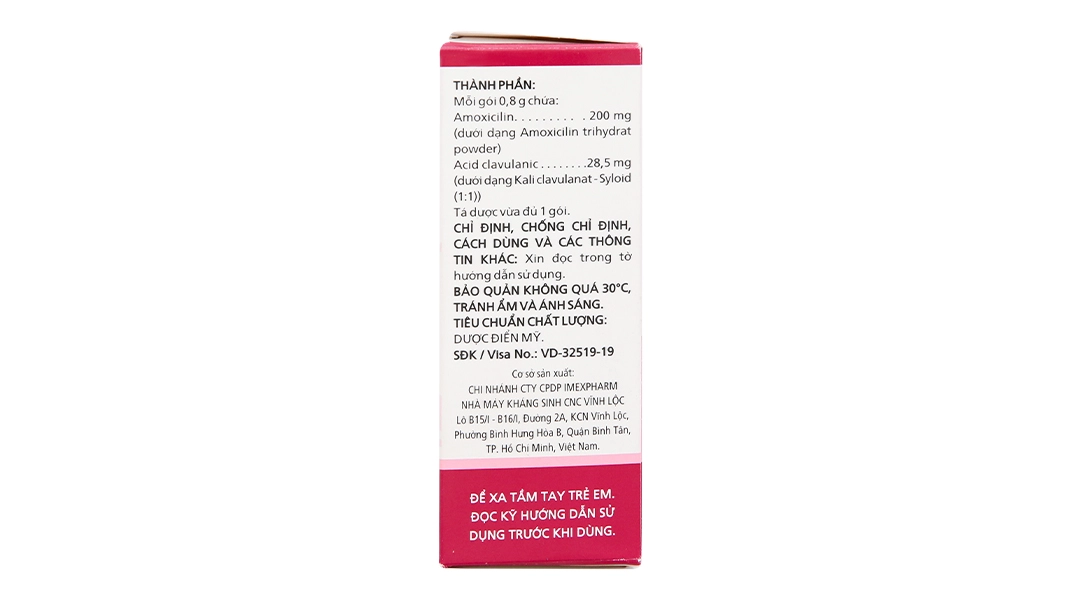 THÀNH PHẦN:
Mỗi gói 0,8 g chứa:
Amoxicilin. . . . . . . . . . 200 mg
(dưới dạng Amoxicilin trihydrat
powder)
Acid clavulanic . . . . . . . .28,5 mg
(dưới dạng Kali clavulanat - Syloid
(1:1))
Tá dược vừa đủ 1 gói.
CHỈ ĐỊNH, CHỐNG CHỈ ĐỊNH,
CÁCH DÙNG VÀ CÁC THÔNG
TIN KHÁC: Xin đọc trong tờ
hướng dẫn sử dụng.
BẢO QUẢN KHÔNG QUÁ 30°C,
TRÁNH ẨM VÀ ÁNH SÁNG.
TIÊU CHUẨN CHẤT LƯỢNG:
DƯỢC ĐIỂN MỸ.
SĐK / Visa No.: VD-32519-19
Cơ sở sản xuất:
CHI NHÁNH CTY CPDP IMEXPHARM
NHÀ MÁY KHÁNG SINH CNC VĨNH LỘC
Lô B15/I - B16/I, Đường 2A, KCN Vĩnh Lộc,
Phường Bình Hưng Hòa B, Quận Bình Tân,
TP. Hồ Chí Minh, Việt Nam.
ĐỂ XA TẦM TAY TRẺ EM.
ĐỌC KỸ HƯỚNG DẪN SỬ
DỤNG TRƯỚC KHI DÙNG.